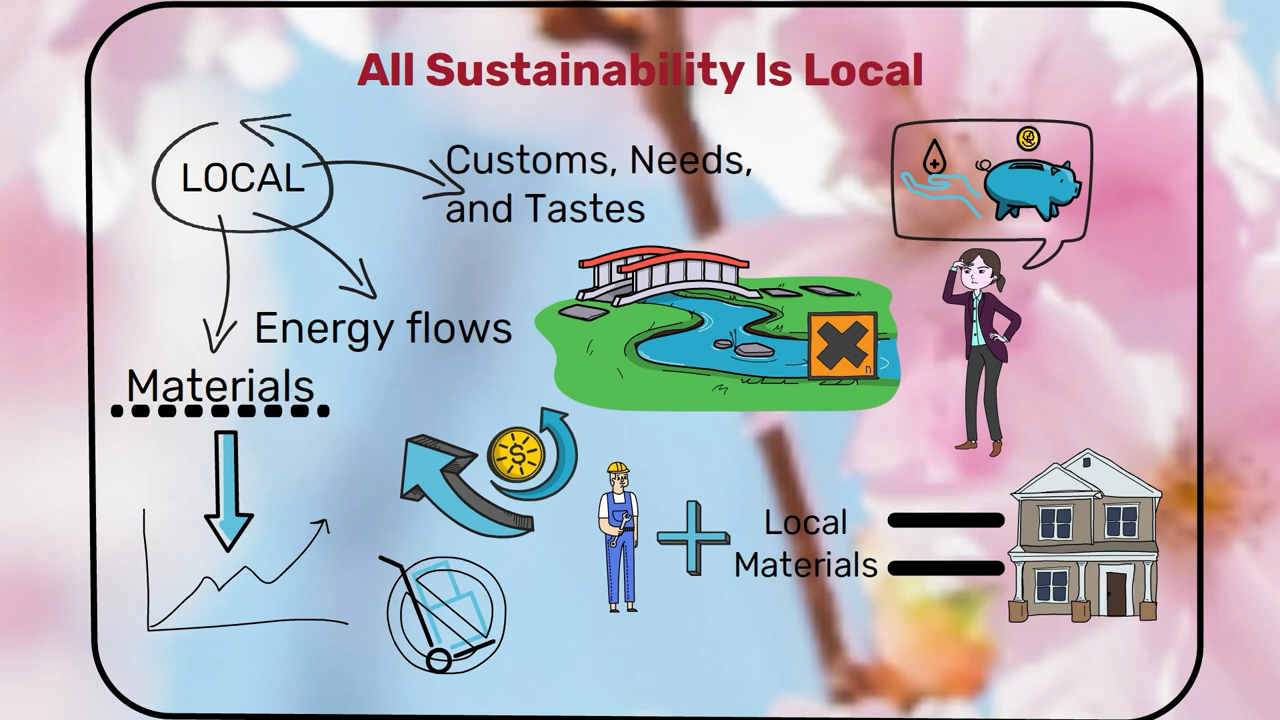 All Sustainability Is Local
LOCAL
Customs, Needs,
and Tastes
Energy flows
Materials
n
$
Local
Materials